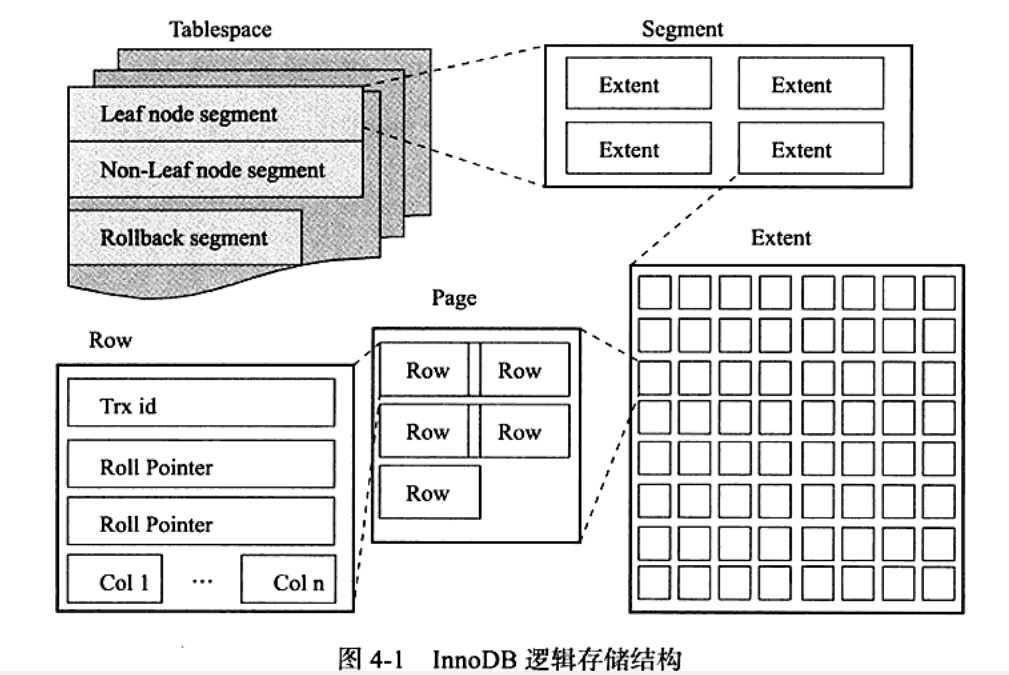 Tablespace
Leaf node segment
Non-Leaf node segment
Rollback segment
Segment
Extent Extent
Extent Extent
Extent
Page
Row Row
Row Row
Row
Row
Trx id
Roll Pointer
Roll Pointer
Col 1 ··· Col n
图 4-1 InnoDB 逻辑存储结构